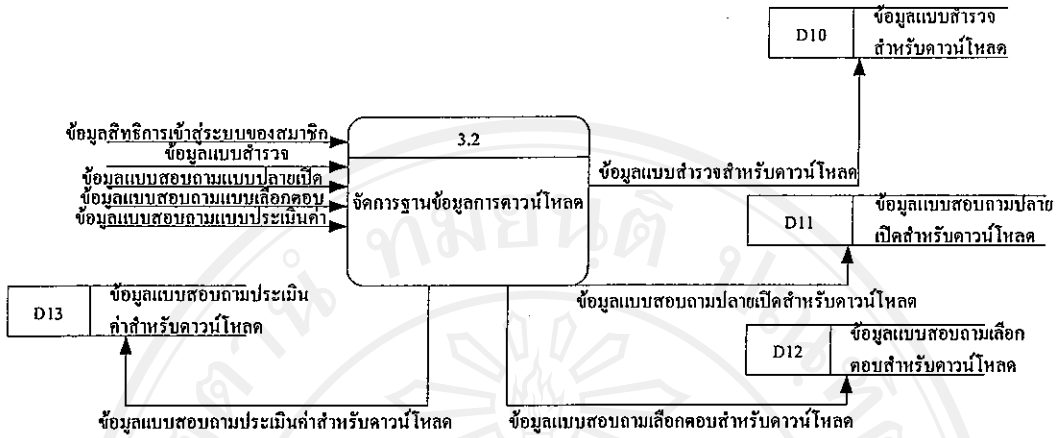 D10
ข้อมูลแบบสำรวจ
สำหรับดาวน์โหลด
ข้อมูลสิทธิการเข้าสู่ระบบของสมาชิก
ข้อมูลแบบสำรวจ
ข้อมูลแบบสอบถามแบบปลายเปิด
ข้อมูลแบบสอบถามแบบเลือกตอบ
ข้อมูลแบบสอบถามแบบประเมินค่า
3.2
จัดการฐานข้อมูลการดาวน์โหลด
ข้อมูลแบบสำรวจสำหรับดาวน์โหลด
D11
ข้อมูลแบบสอบถามปลาย
เปิดสำหรับดาวน์โหลด
ข้อมูลแบบสอบถามปลายเปิดสำหรับดาวน์โหลด
D13
ข้อมูลแบบสอบถามประเมิน
ค่าสำหรับดาวน์โหลด
D12
ข้อมูลแบบสอบถามเลือก
ตอบสำหรับดาวน์โหลด
ข้อมูลแบบสอบถามประเมินค่าสำหรับดาวน์โหลด
ข้อมูลแบบสอบถามเลือกตอบสำหรับดาวน์โหลด